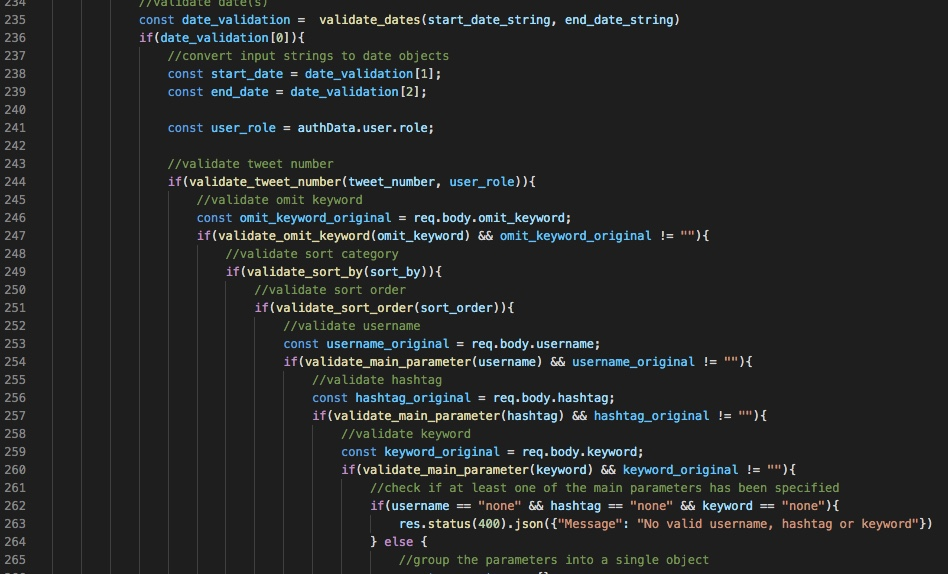 234 //validate date(s)
235 const date_validation =  validate_dates(start_date_string, end_date_string)
236 if(date_validation[0]){
237 //convert input strings to date objects
238 const start_date = date_validation[1];
239 const end_date = date_validation[2];
240
241 const user_role = authData.user.role;
242
243 //validate tweet number
244 if(validate_tweet_number(tweet_number, user_role)){
245 //validate omit keyword
246 const omit_keyword_original = req.body.omit_keyword;
247 if(validate_omit_keyword(omit_keyword) && omit_keyword_original != ""){
248 //validate sort category
249 if(validate_sort_by(sort_by)){
250 //validate sort order
251 if(validate_sort_order(sort_order)){
252 //validate username
253 const username_original = req.body.username;
254 if(validate_main_parameter(username) && username_original != ""){
255 //validate hashtag
256 const hashtag_original = req.body.hashtag;
257 if(validate_main_parameter(hashtag) && hashtag_original != ""){
258 //validate keyword
259 const keyword_original = req.body.keyword;
260 if(validate_main_parameter(keyword) && keyword_original != ""){
261 //check if at least one of the main parameters has been specified
262 if(username == "none" && hashtag == "none" && keyword == "none"){
263 res.status(400).json({"Message": "No valid username, hashtag or keyword"})
264 } else {
265 //group the parameters into a single object